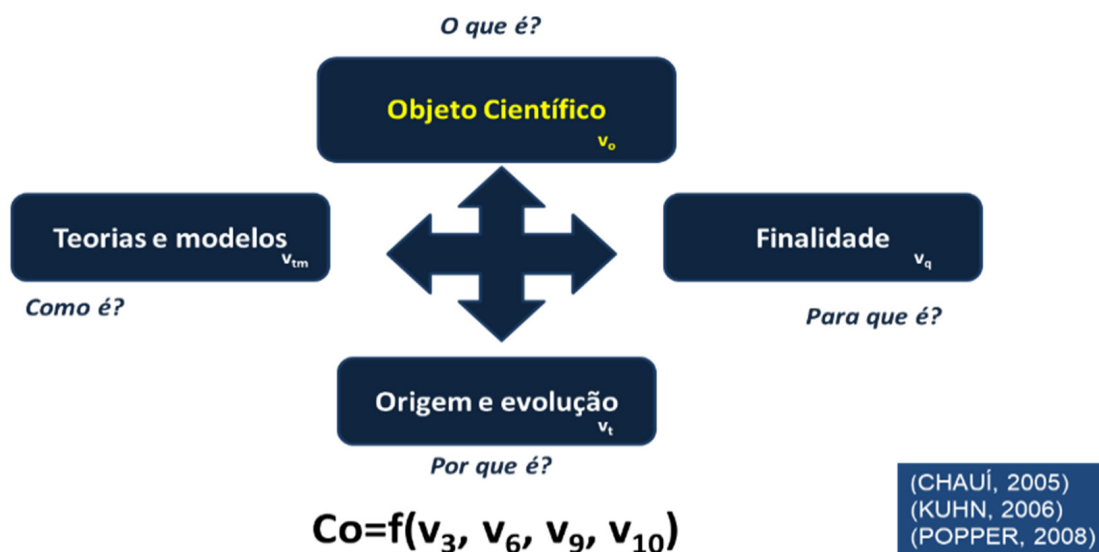 O que é?
Objeto Científico
vₒ
Teorias e modelos
vₜₘ
Finalidade
v_q
Como é?
Para que é?
Origem e evolução
vₜ
Por que é?
Co=f(v₃, v₆, v₉, v₁₀)
(CHAUÍ, 2005)
(KUHN, 2006)
(POPPER, 2008)